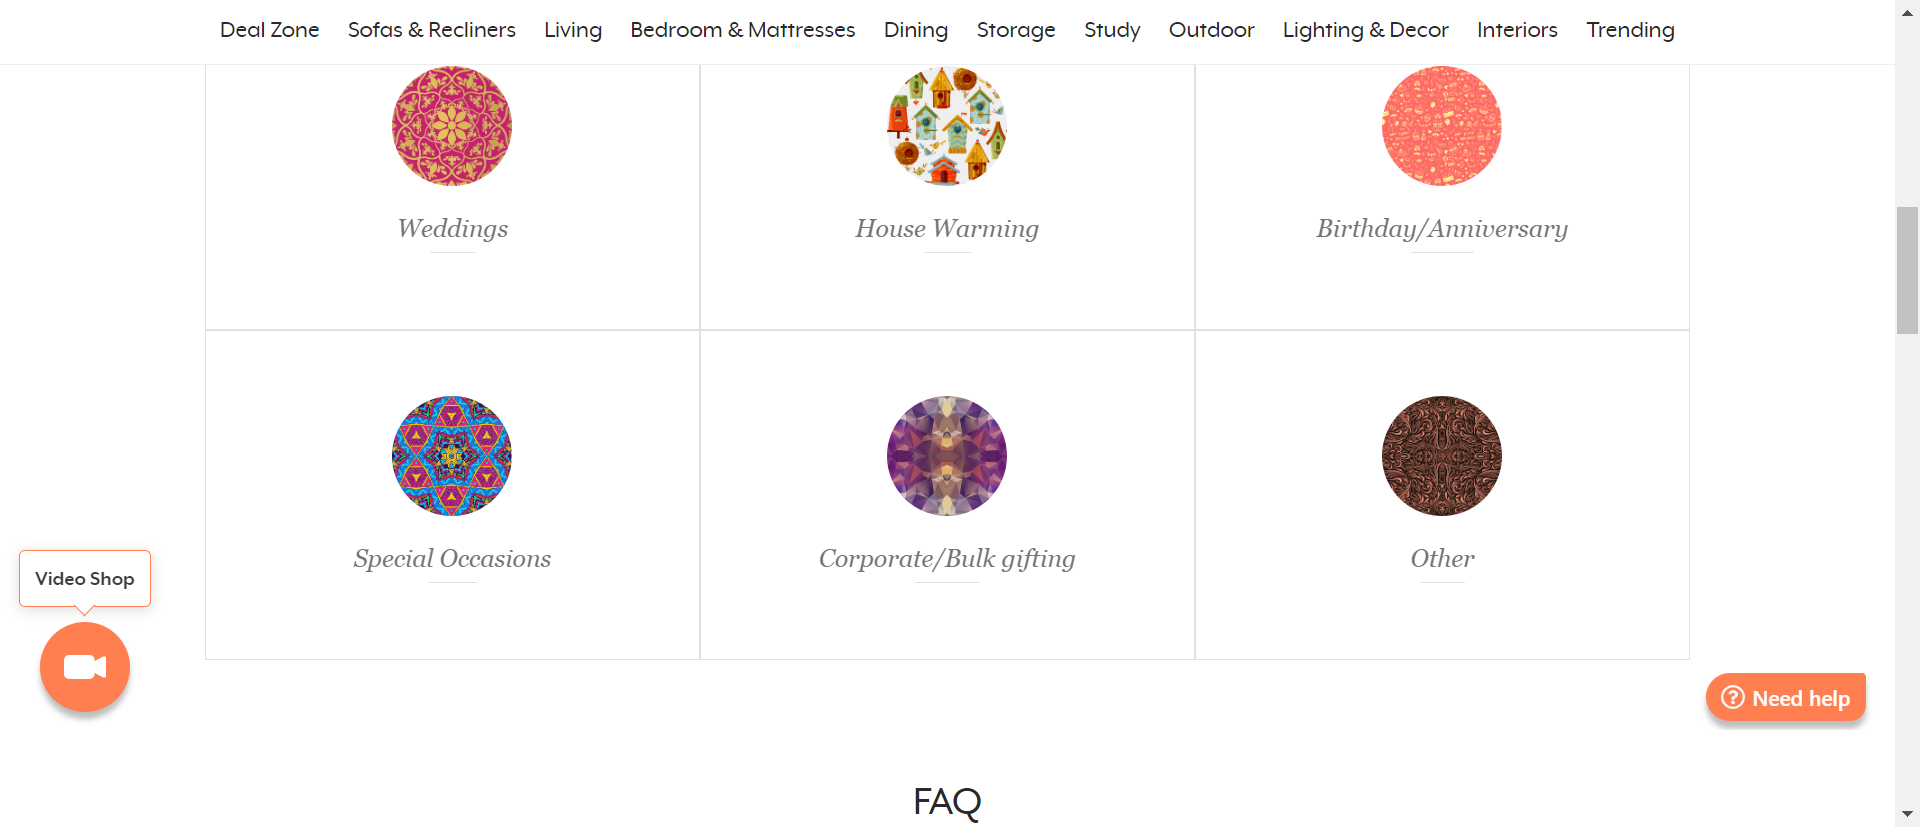 Deal Zone Sofas & Recliners Living Bedroom & Mattresses Dining Storage Study Outdoor Lighting & Decor Interiors Trending
Weddings House Warming Birthday/Anniversary
Special Occasions Corporate/Bulk gifting Other
Video Shop
Need help
FAQ